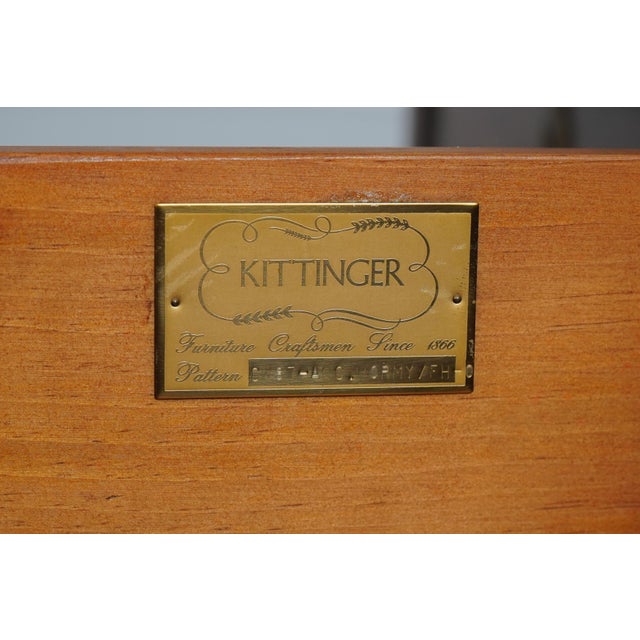 KITTINGER
Furniture Craftsmen Since 1866
Pattern